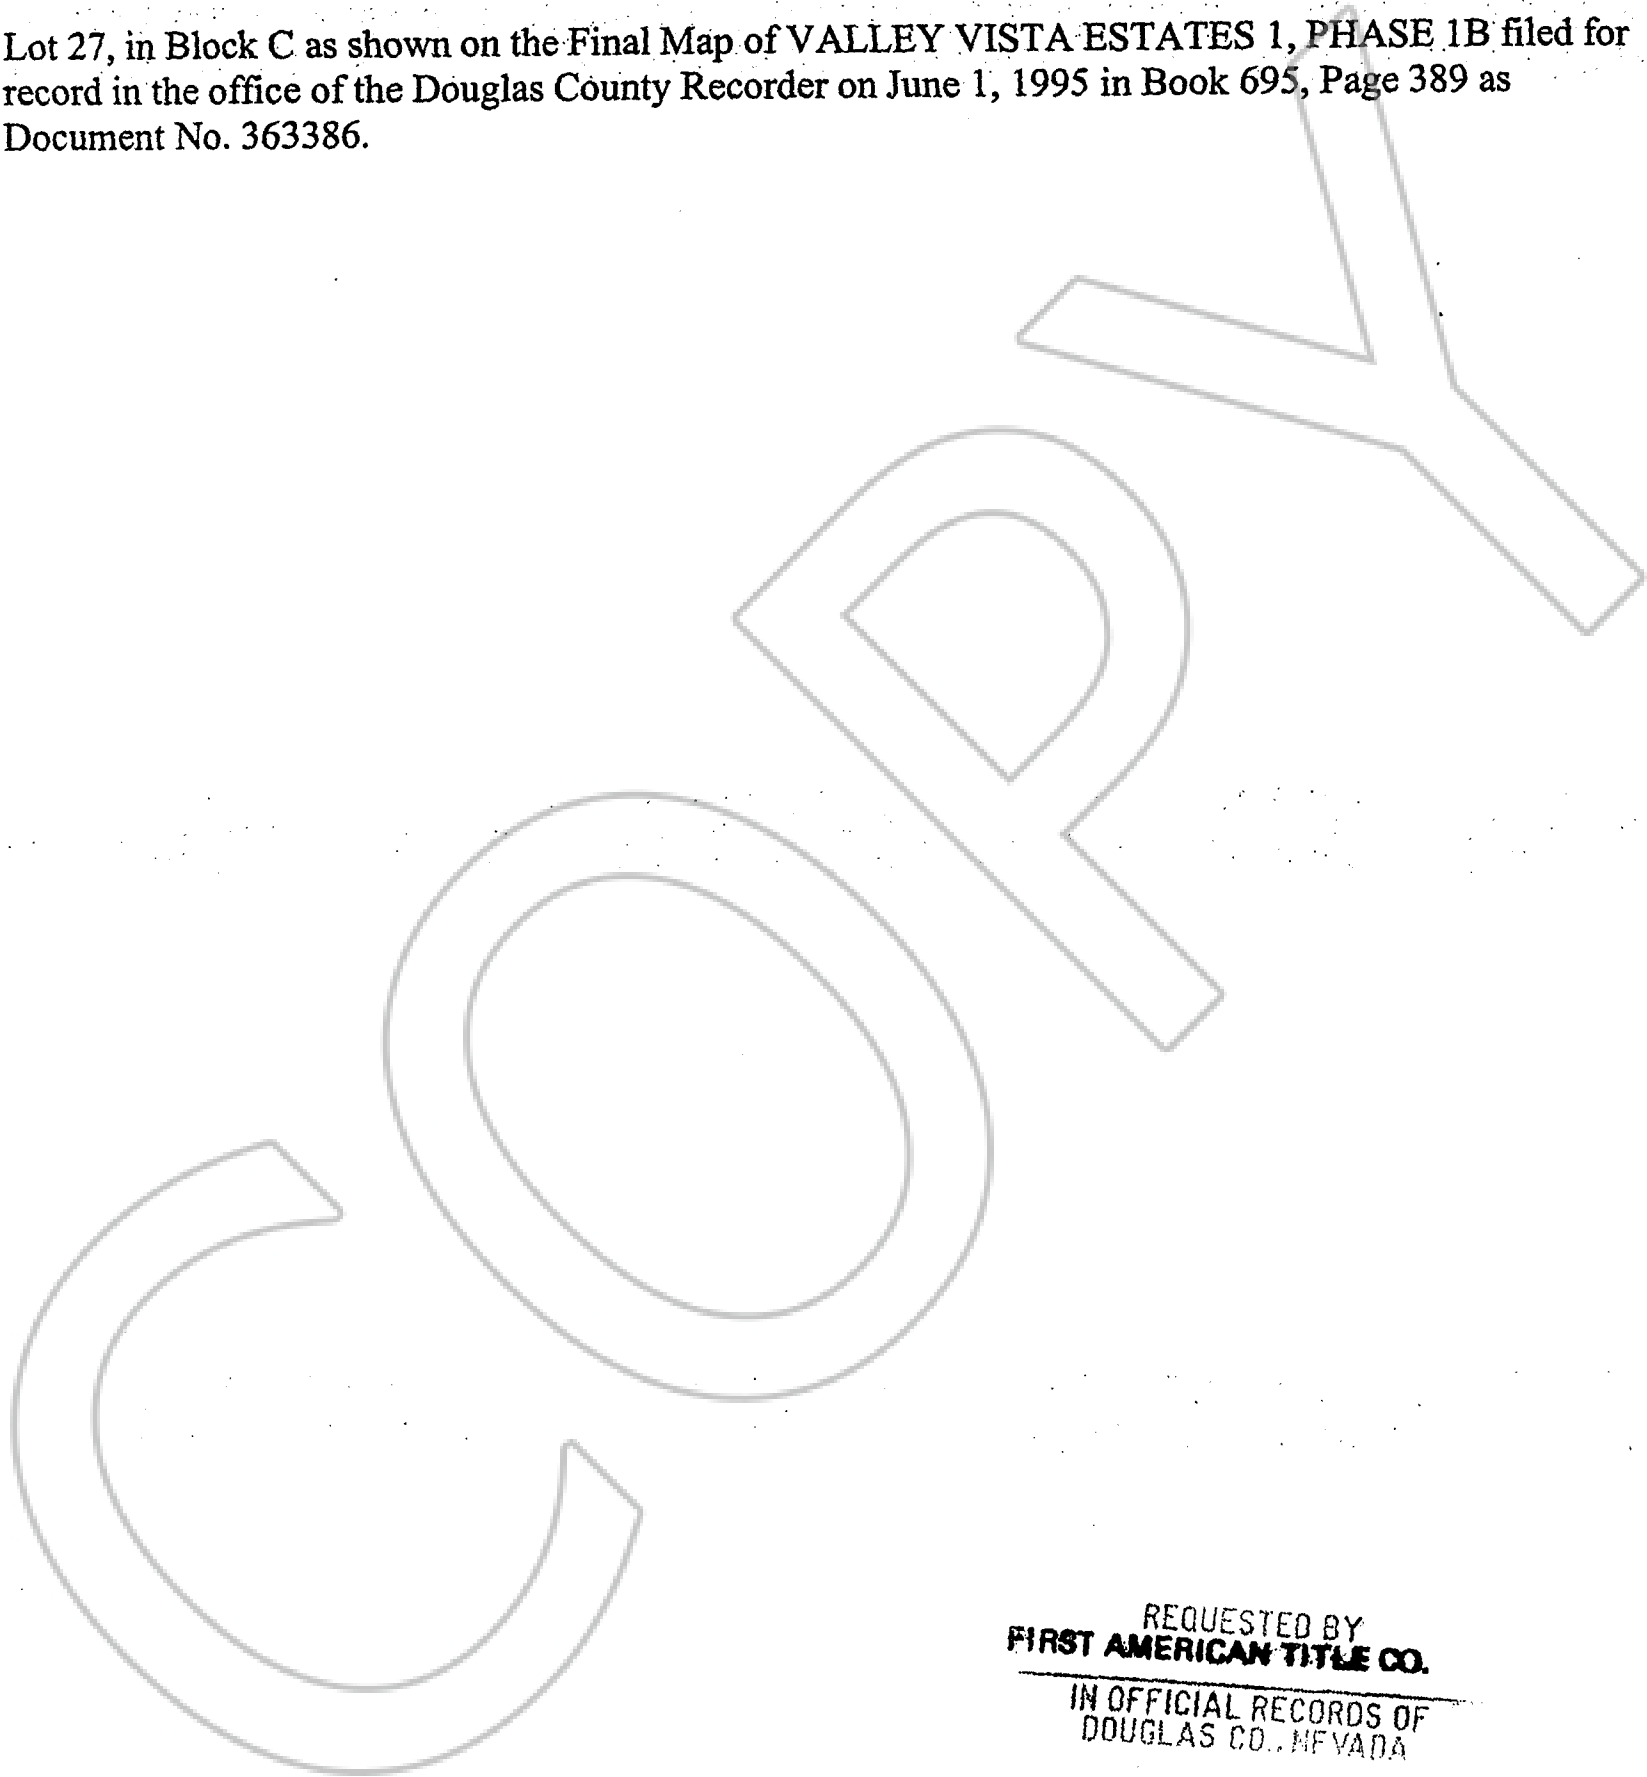 Lot 27, in Block C as shown on the Final Map of VALLEY VISTA ESTATES 1, PHASE 1B filed for
record in the office of the Douglas County Recorder on June 1, 1995 in Book 695, Page 389 as
Document No. 363386.
COPY
REQUESTED BY
FIRST AMERICAN TITLE CO.
IN OFFICIAL RECORDS OF
DOUGLAS CO., NEVADA